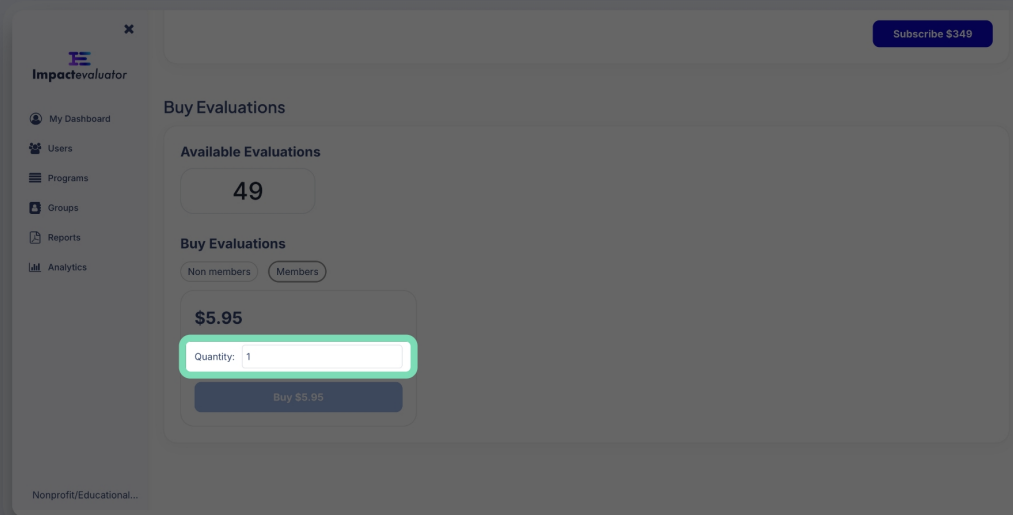 Subscribe $349
Impactevaluator
My Dashboard
Users
Programs
Groups
Reports
Analytics
Nonprofit/Educational...
Buy Evaluations
Available Evaluations
49
Buy Evaluations
Non members
Members
$5.95
Quantity: 1
Buy $5.95